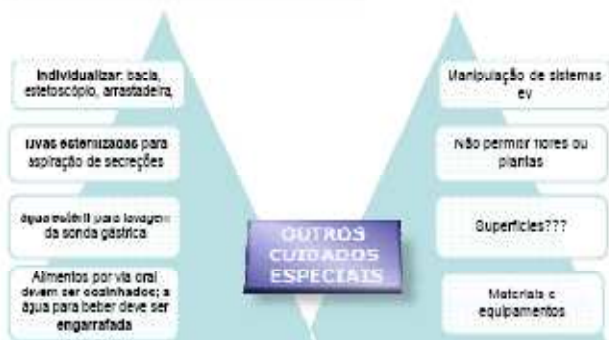 Individualizar: bacia,
estetoscópio, arrastadeira,
luvas esterilizadas para
aspiração de secreções
água estéril para lavagem
da sonda gástrica
Alimentos por via oral
devem ser cozinhados; a
água para beber deve ser
engarrafada
OUTROS
CUIDADOS
ESPECIAIS
Manipulação de sistemas
ev
Não permitir flores ou
plantas
Superfícies???
Materiais e
equipamentos